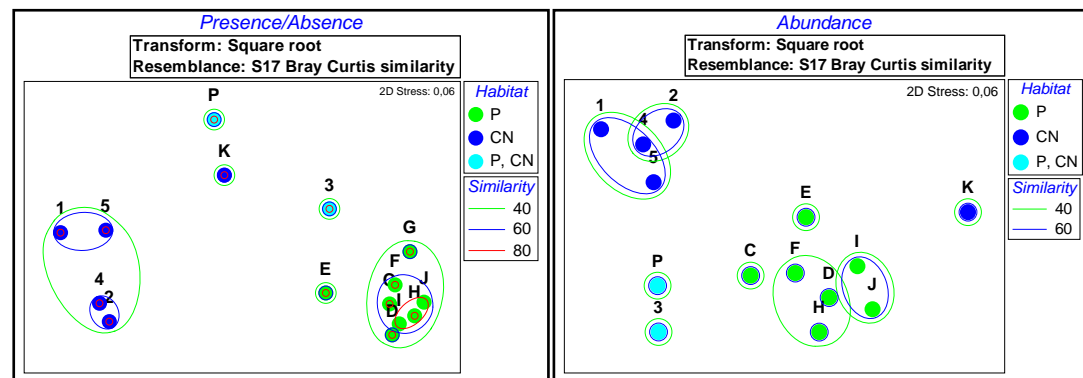 Presence/Absence
Transform: Square root
Resemblance: S17 Bray Curtis similarity
2D Stress: 0,06
P
K
3
1
5
4
2
E
G
F
C
J
H
I
D
Habitat
P
CN
P, CN
Similarity
40
60
80
Abundance
Transform: Square root
Resemblance: S17 Bray Curtis similarity
2D Stress: 0,06
1
2
4
5
K
E
C
F
D
I
J
H
P
3
Habitat
P
CN
P, CN
Similarity
40
60